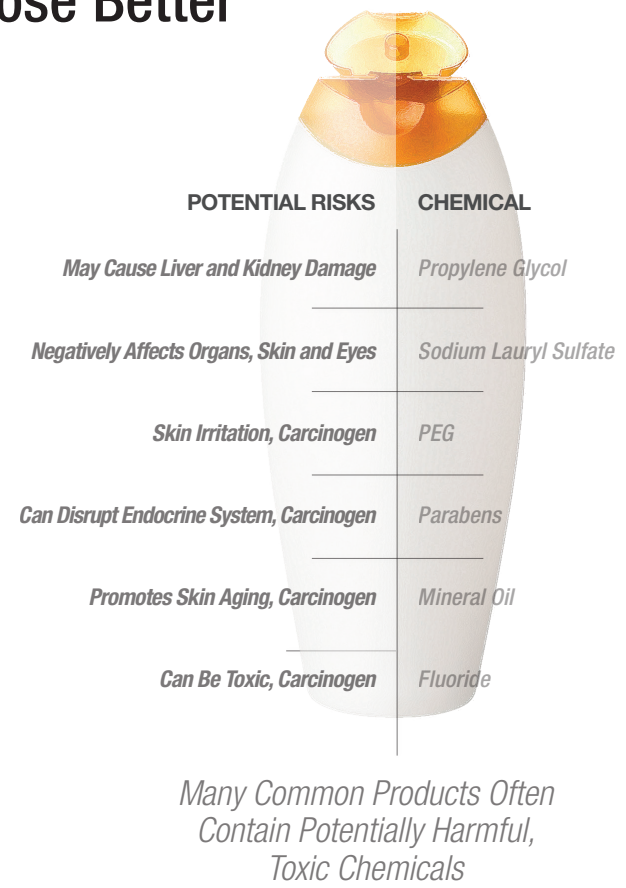 ose Better
POTENTIAL RISKS CHEMICAL
May Cause Liver and Kidney Damage Propylene Glycol
Negatively Affects Organs, Skin and Eyes Sodium Lauryl Sulfate
Skin Irritation, Carcinogen PEG
Can Disrupt Endocrine System, Carcinogen Parabens
Promotes Skin Aging, Carcinogen Mineral Oil
Can Be Toxic, Carcinogen Fluoride
Many Common Products Often
Contain Potentially Harmful,
Toxic Chemicals